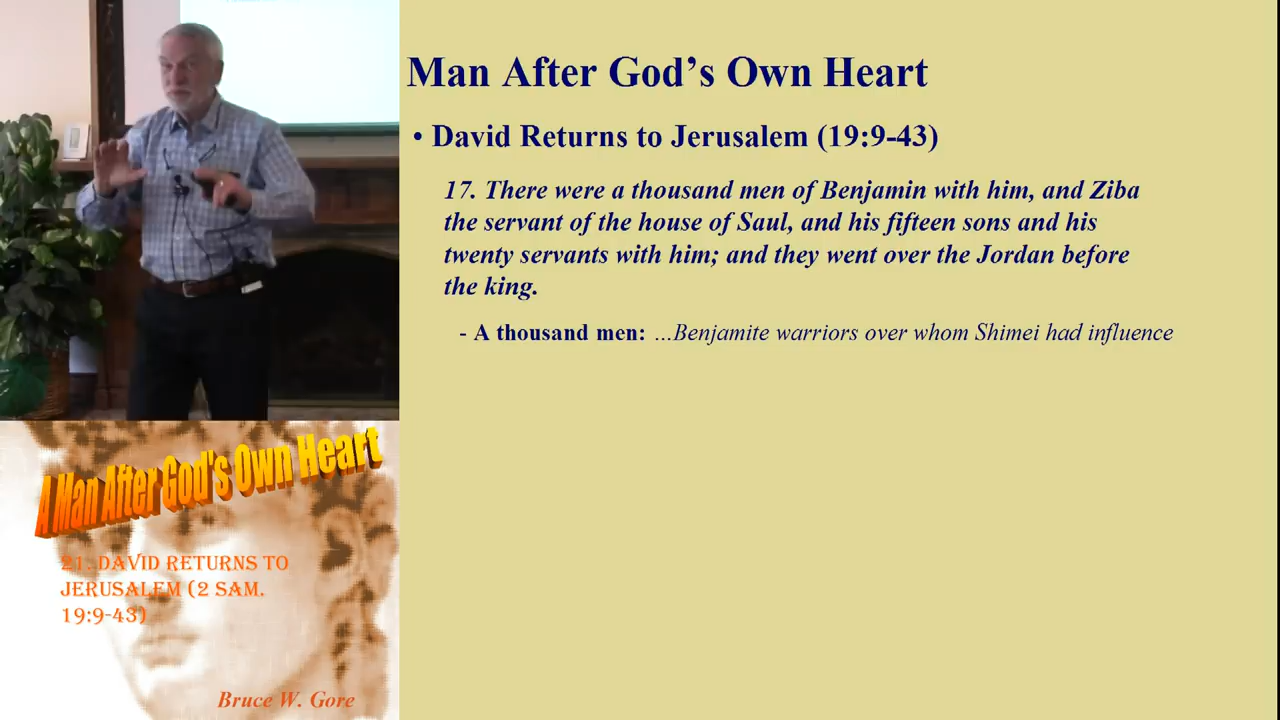 Man After God's Own Heart
• David Returns to Jerusalem (19:9-43)
17. There were a thousand men of Benjamin with him, and Ziba
the servant of the house of Saul, and his fifteen sons and his
twenty servants with him; and they went over the Jordan before
the king.
- A thousand men: …Benjamite warriors over whom Shimei had influence
A Man After God's Own Heart
21. David Returns to
Jerusalem (2 Sam.
19:9-43)
Bruce W. Gore